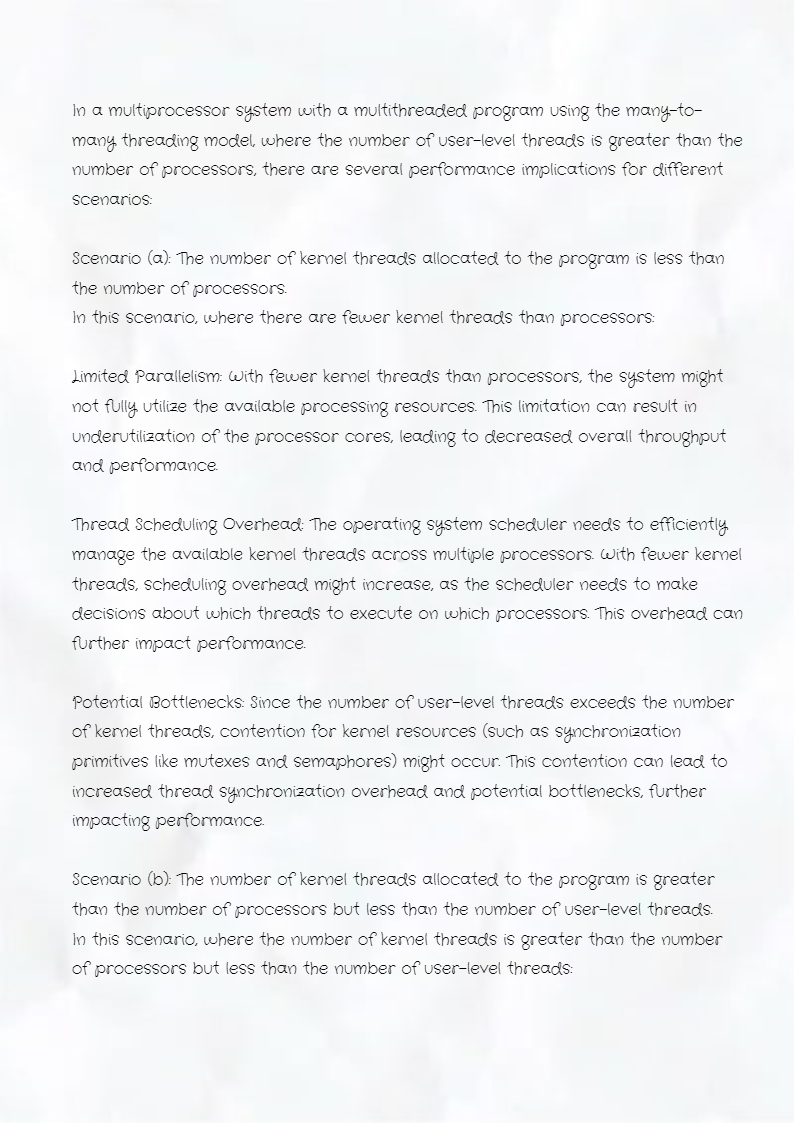 In a multiprocessor system with a multithreaded program using the many-to-
many threading model, where the number of user-level threads is greater than the
number of processors, there are several performance implications for different
scenarios:
Scenario (a): The number of kernel threads allocated to the program is less than
the number of processors.
In this scenario, where there are fewer kernel threads than processors:
Limited Parallelism: With fewer kernel threads than processors, the system might
not fully utilize the available processing resources. This limitation can result in
underutilization of the processor cores, leading to decreased overall throughput
and performance.
Thread Scheduling Overhead: The operating system scheduler needs to efficiently
manage the available kernel threads across multiple processors. With fewer kernel
threads, scheduling overhead might increase, as the scheduler needs to make
decisions about which threads to execute on which processors. This overhead can
further impact performance.
Potential Bottlenecks: Since the number of user-level threads exceeds the number
of kernel threads, contention for kernel resources (such as synchronization
primitives like mutexes and semaphores) might occur. This contention can lead to
increased thread synchronization overhead and potential bottlenecks, further
impacting performance.
Scenario (b): The number of kernel threads allocated to the program is greater
than the number of processors but less than the number of user-level threads.
In this scenario, where the number of kernel threads is greater than the number
of processors but less than the number of user-level threads: